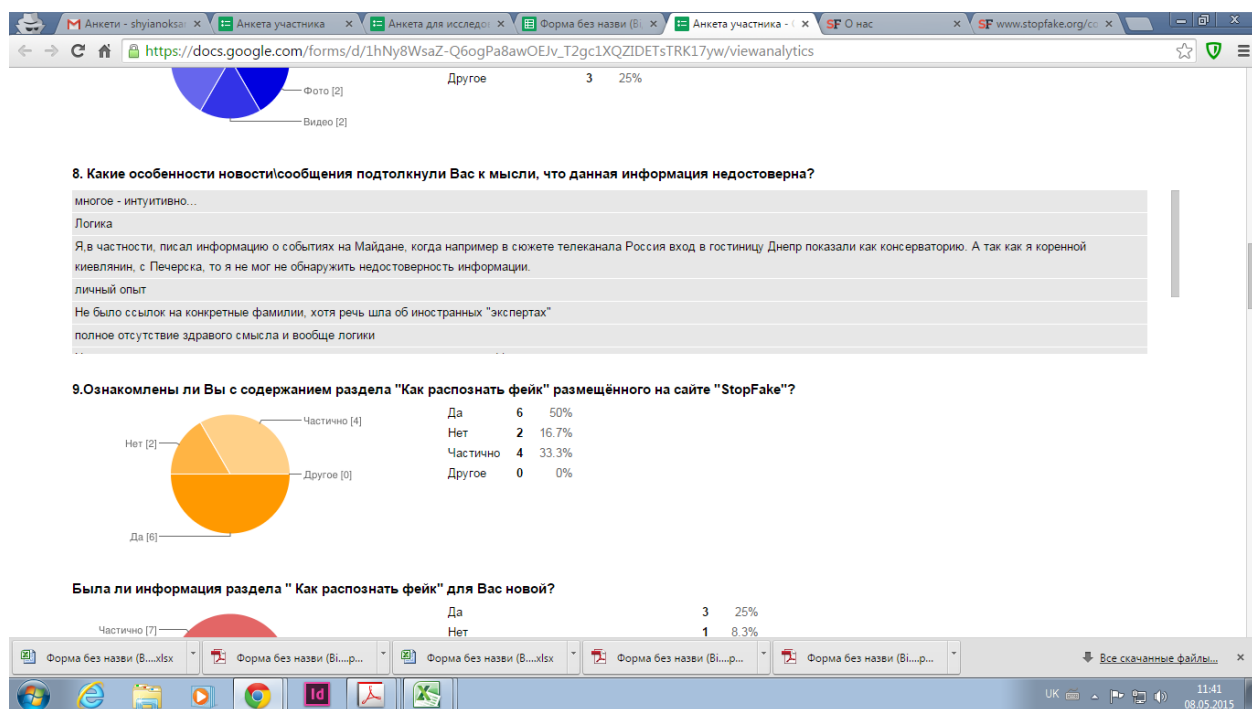 Анкети - shyianoksa
Анкета участника
Анкета для исследо
Форма без назви (Ві
Анкета участника - G
SF О нас
SF www.stopfake.org/co
https://docs.google.com/forms/d/1hNy8WsaZ-Q6ogPa8awOEJv_T2gc1XQZIDETsTRK17yw/viewanalytics
Другое 3 25%
Фото [2]
Видео [2]
8. Какие особенности новости\сообщения подтолкнули Вас к мысли, что данная информация недостоверна?
многое - интуитивно...
Логика
Я,в частности, писал информацию о событиях на Майдане, когда например в сюжете телеканала Россия вход в гостиницу Днепр показали как консерваторию. А так как я коренной
киевлянин, с Печерска, то я не мог не обнаружить недостоверность информации.
личный опыт
Не было ссылок на конкретные фамилии, хотя речь шла об иностранных "экспертах"
полное отсутствие здравого смысла и вообще логики
9.Ознакомлены ли Вы с содержанием раздела "Как распознать фейк" размещённого на сайте "StopFake"?
Частично [4]
Нет [2]
Другое [0]
Да [6]
Да 6 50%
Нет 2 16.7%
Частично 4 33.3%
Другое 0 0%
Была ли информация раздела " Как распознать фейк" для Вас новой?
Частично [7]
Да 3 25%
Нет 1 8.3%
Форма без назви (В....xlsx
Форма без назви (Ві....p...
Форма без назви (В....xlsx
Форма без назви (Ві....p...
Форма без назви (Ві....p...
Все скачанные файлы...
Id
UK
11:41
08.05.2015